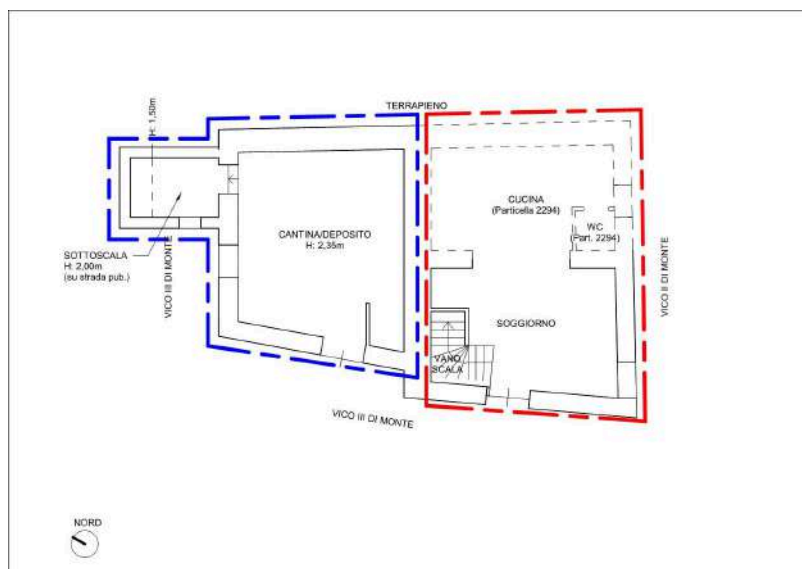 TERRAPIENO
H: 1,50m
CUCINA
(Particella 2294)
WC
(Part. 2294)
CANTINA/DEPOSITO
H: 2,35m
SOTTOSCALA
H: 2,00m
(su strada pub.)
VICO III DI MONTE
VICO II DI MONTE
SOGGIORNO
VANO
SCALA
VICO III DI MONTE
NORD